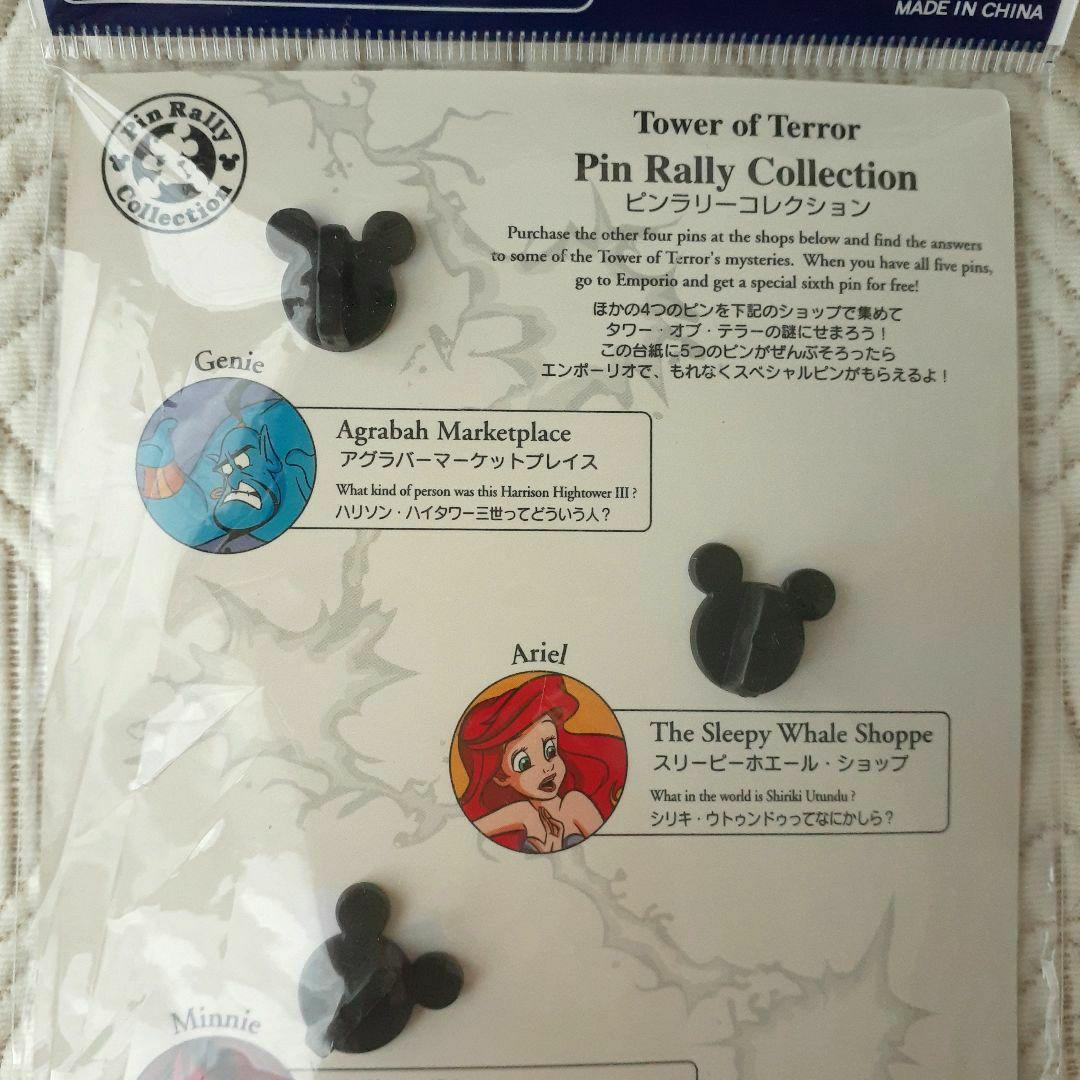 MADE IN CHINA
Pin Rally
Collection
Tower of Terror
Pin Rally Collection
ピンラリーコレクション
Purchase the other four pins at the shops below and find the answers
to some of the Tower of Terror's mysteries. When you have all five pins,
go to Emporio and get a special sixth pin for free!
ほかの4つのピンを下記のショップで集めて
タワー・オブ・テラーの謎にせまろう！
この台紙に5つのピンがぜんぶそろったら
エンポーリオで、もれなくスペシャルピンがもらえるよ！
Genie
Agrabah Marketplace
アグラバーマーケットプレイス
What kind of person was this Harrison Hightower III ?
ハリソン・ハイタワー三世ってどういう人？
Ariel
The Sleepy Whale Shoppe
スリーピーホエール・ショップ
What in the world is Shiriki Utundu ?
シリキ・ウトゥンドゥってなにかしら？
Minnie